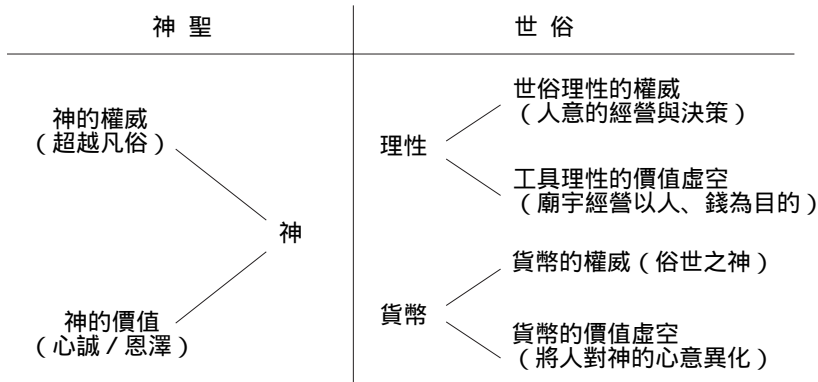 神聖
世俗
神的權威
（超越凡俗）
神
神的價值
（心誠/恩澤）
理性
世俗理性的權威
（人意的經營與決策）
工具理性的價值虛空
（廟宇經營以人、錢為目的）
貨幣
貨幣的權威（俗世之神）
貨幣的價值虛空
（將人對神的心意異化）